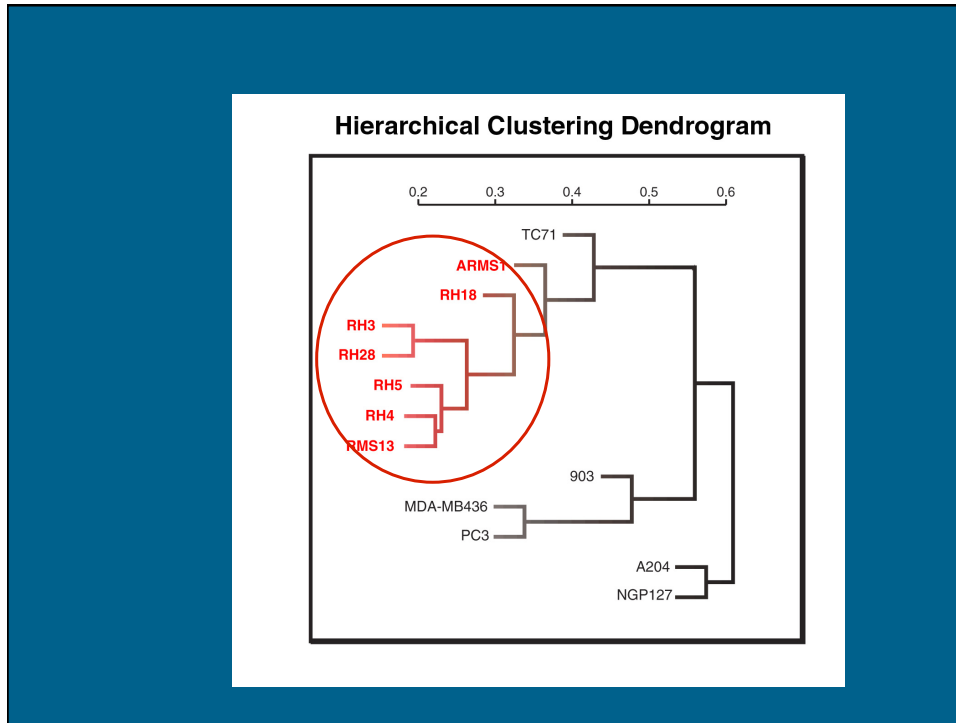 Hierarchical Clustering Dendrogram
0.2 0.3 0.4 0.5 0.6
TC71
ARMS1
RH18
RH3
RH28
RH5
RH4
RMS13
903
MDA-MB436
PC3
A204
NGP127